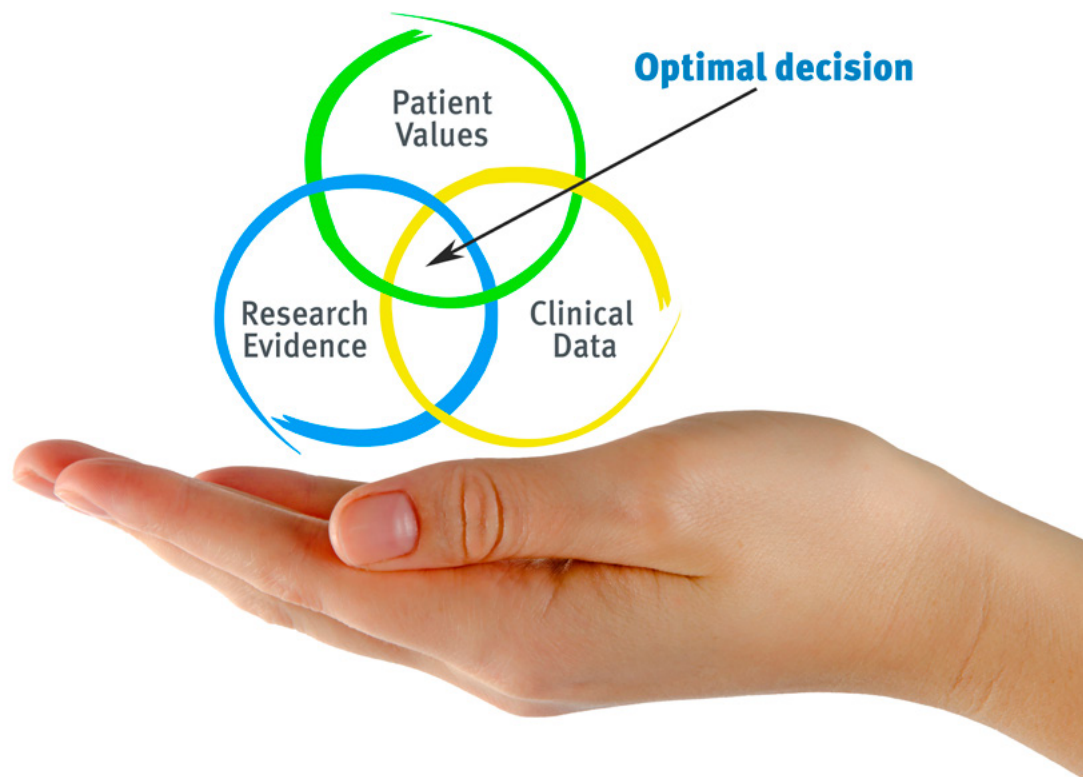 Optimal decision
Patient
Values
Research
Evidence
Clinical
Data